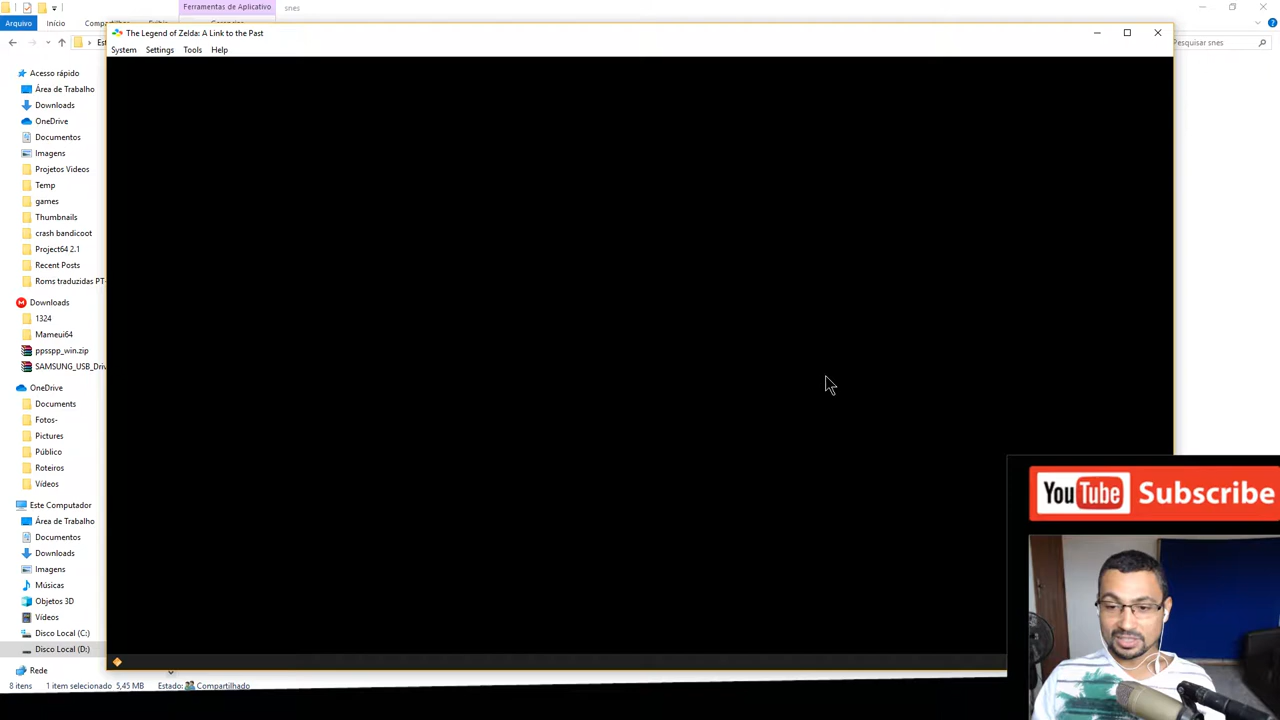 Ferramentas de Aplicativo
snes
Arquivo
Início
Compartilhar
Exibir
Gerenciar
The Legend of Zelda: A Link to the Past
System
Settings
Tools
Help
Est
Pesquisar snes
Acesso rápido
Área de Trabalho
Downloads
OneDrive
Documentos
Imagens
Projetos Videos
Temp
games
Thumbnails
crash bandicoot
Project64 2.1
Recent Posts
Roms traduzidas PT-
Downloads
1324
Mameui64
ppsspp_win.zip
SAMSUNG_USB_Driv
OneDrive
Documents
Fotos-
Pictures
Público
Roteiros
Vídeos
Este Computador
Área de Trabalho
Documentos
Downloads
Imagens
Músicas
Objetos 3D
Vídeos
Disco Local (C:)
Disco Local (D:)
Rede
8 itens
1 item selecionado 5,45 MB
Estado: Compartilhado
YouTube Subscribe